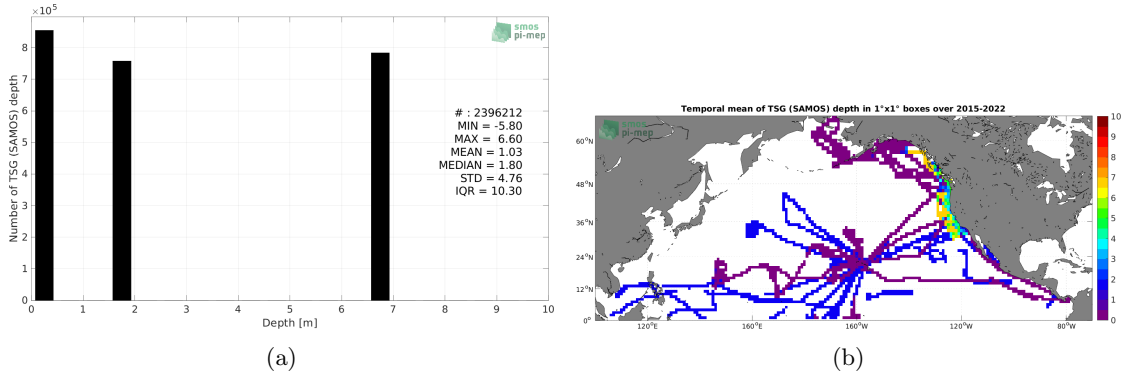 ×10⁵
smos
pi-mep
8
7
6
5
4
3
2
1
0
Number of TSG (SAMOS) depth
# : 2396212
MIN = -5.80
MAX = 6.60
MEAN = 1.03
MEDIAN = 1.80
STD = 4.76
IQR = 10.30
0 1 2 3 4 5 6 7 8 9 10
Depth [m]
(a)
Temporal mean of TSG (SAMOS) depth in 1°x1° boxes over 2015-2022
smos
pi-mep
60°N
48°N
36°N
24°N
12°N
0°
120°E 160°E 160°W 120°W 80°W
10
9
8
7
6
5
4
3
2
1
0
(b)